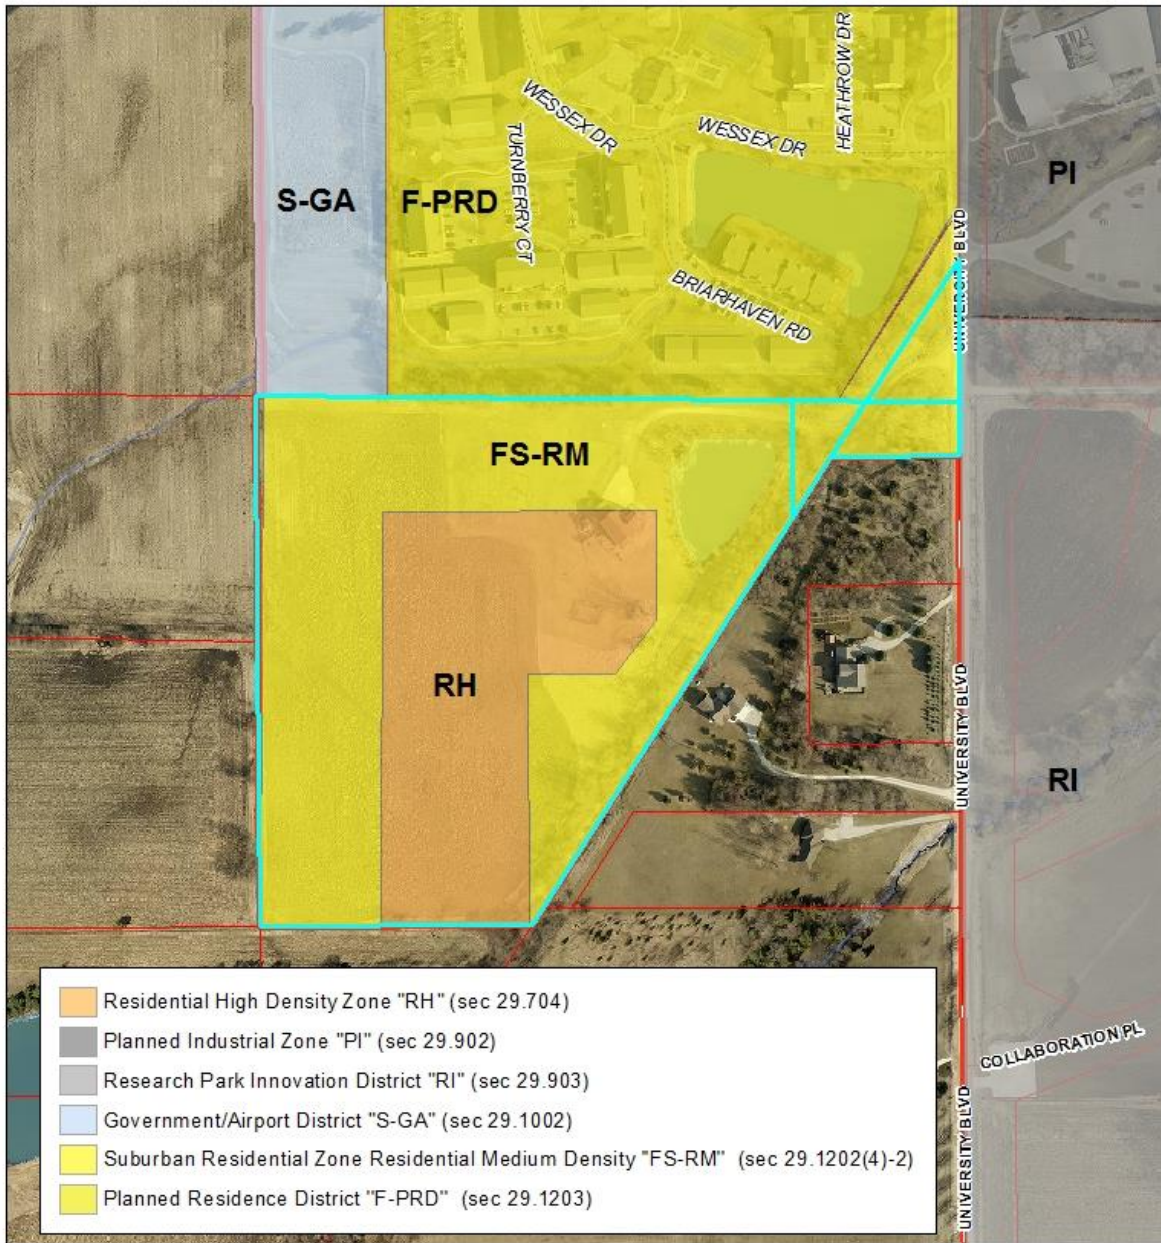 HEATHROW DR
WESSEX DR
WESSEX DR
TURNBERRY CT
PI
S-GA
F-PRD
UNIVERSITY BLVD
BRIARHAVEN RD
FS-RM
RH
UNIVERSITY BLVD
RI
COLLABORATION PL
UNIVERSITY BLVD
Residential High Density Zone "RH" (sec 29.704)
Planned Industrial Zone "PI" (sec 29.902)
Research Park Innovation District "RI" (sec 29.903)
Government/Airport District "S-GA" (sec 29.1002)
Suburban Residential Zone Residential Medium Density "FS-RM" (sec 29.1202(4)-2)
Planned Residence District "F-PRD" (sec 29.1203)